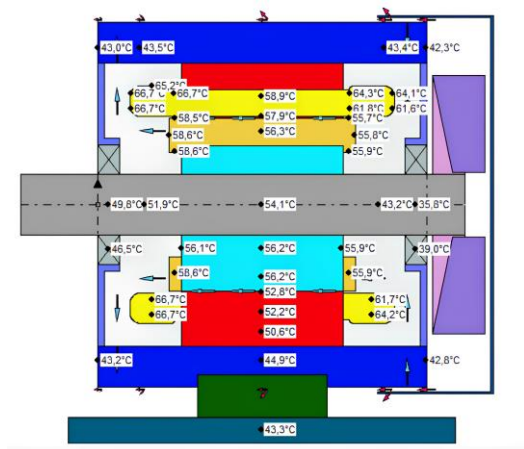 43,0°C 43,5°C 43,4°C 42,3°C
65,2°C
66,7°C 66,7°C 58,9°C 64,3°C 64,1°C
66,7°C 61,8°C 61,6°C
58,5°C 57,9°C 55,7°C
58,6°C 56,3°C 55,8°C
58,6°C 55,9°C
49,8°C 51,9°C 54,1°C 43,2°C 35,8°C
46,5°C 56,1°C 56,2°C 55,9°C 39,0°C
58,6°C 56,2°C 55,9°C
52,8°C
66,7°C 61,7°C
66,7°C 52,2°C 64,2°C
50,6°C
43,2°C 44,9°C 42,8°C
43,3°C